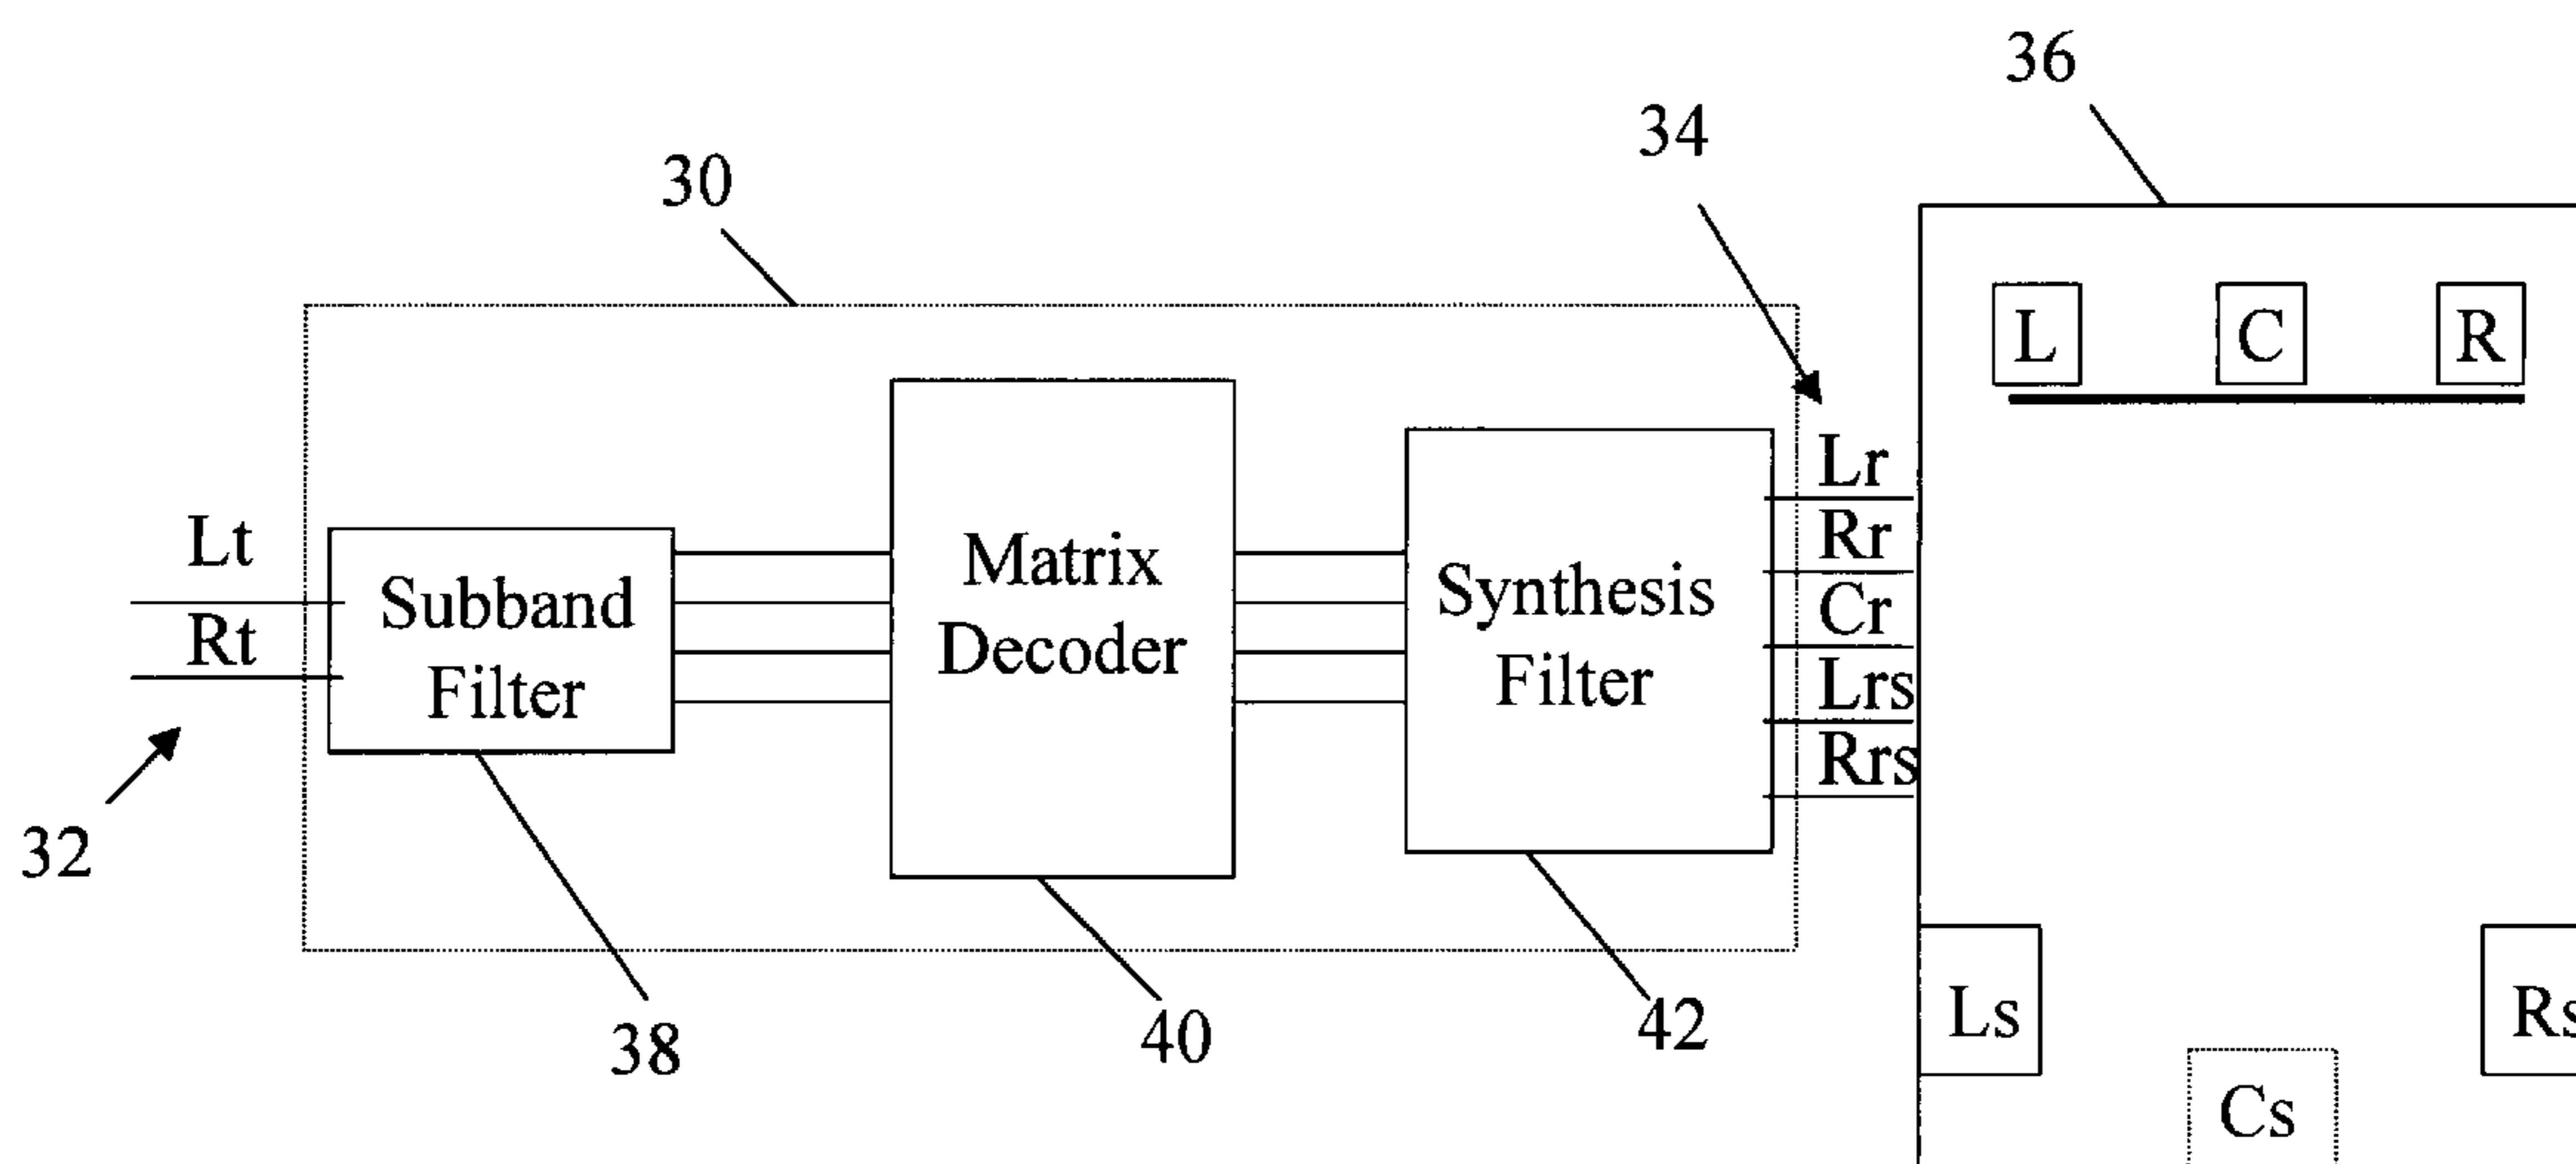 36
34
30
L
C
R
Lr
Rr
Cr
Lrs
Rrs
Lt
Rt
Subband
Filter
Matrix
Decoder
Synthesis
Filter
32
38
40
42
Ls
Rs
Cs